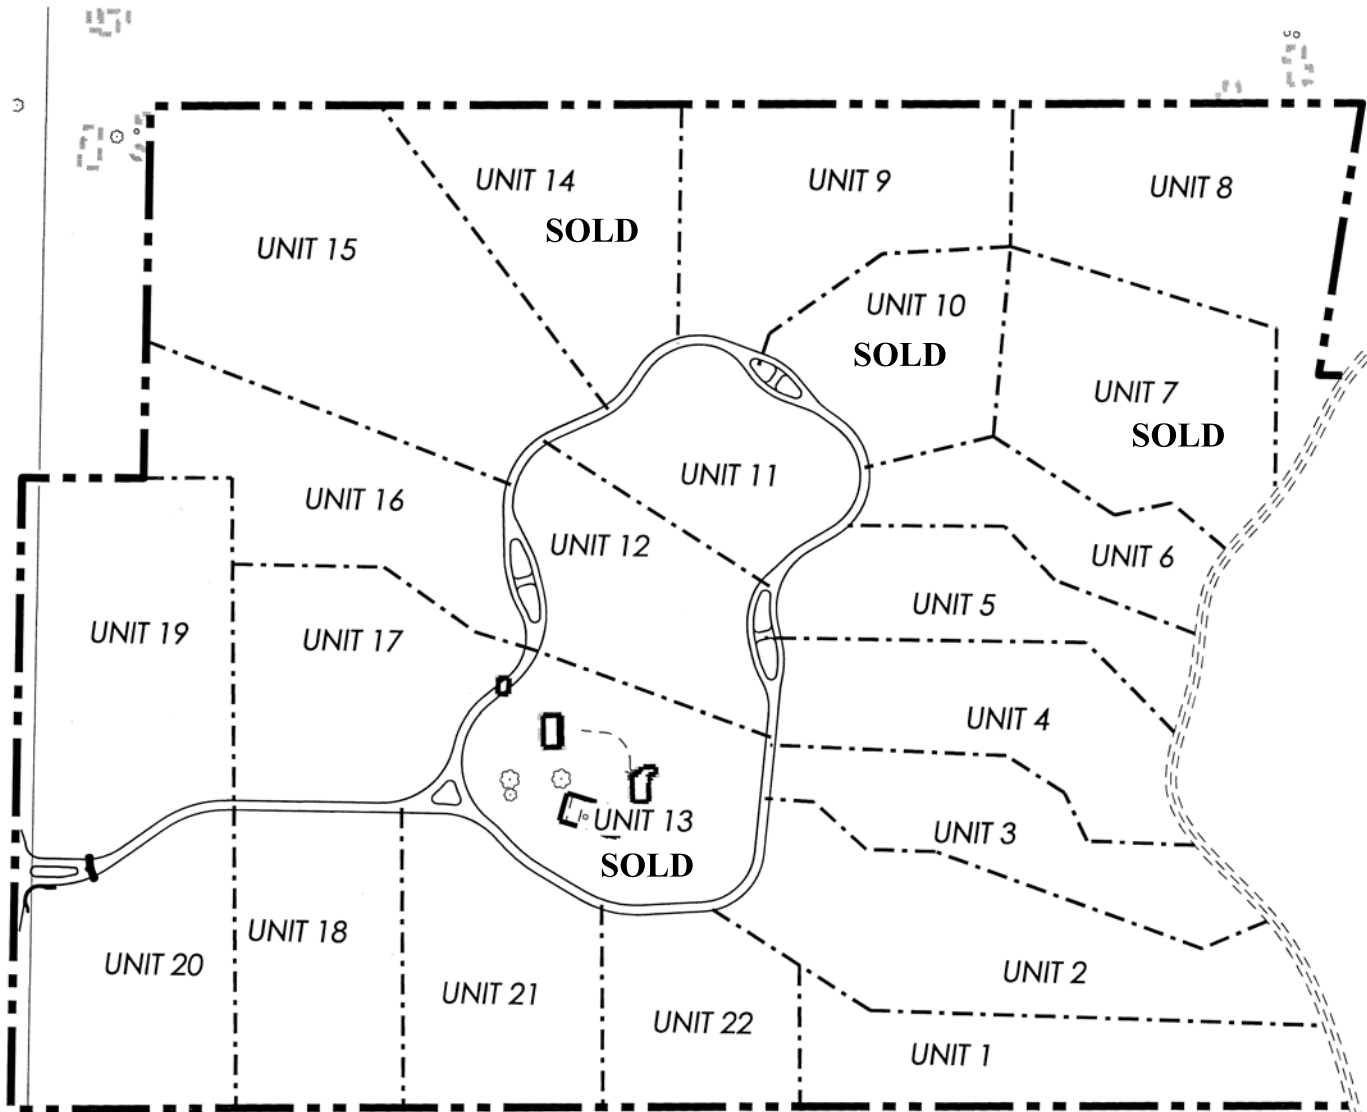 UNIT 14
UNIT 9
UNIT 8
SOLD
UNIT 15
UNIT 10
SOLD
UNIT 7
SOLD
UNIT 11
UNIT 16
UNIT 12
UNIT 6
UNIT 5
UNIT 19
UNIT 17
UNIT 4
UNIT 13
SOLD
UNIT 3
UNIT 18
UNIT 20
UNIT 21
UNIT 2
UNIT 22
UNIT 1